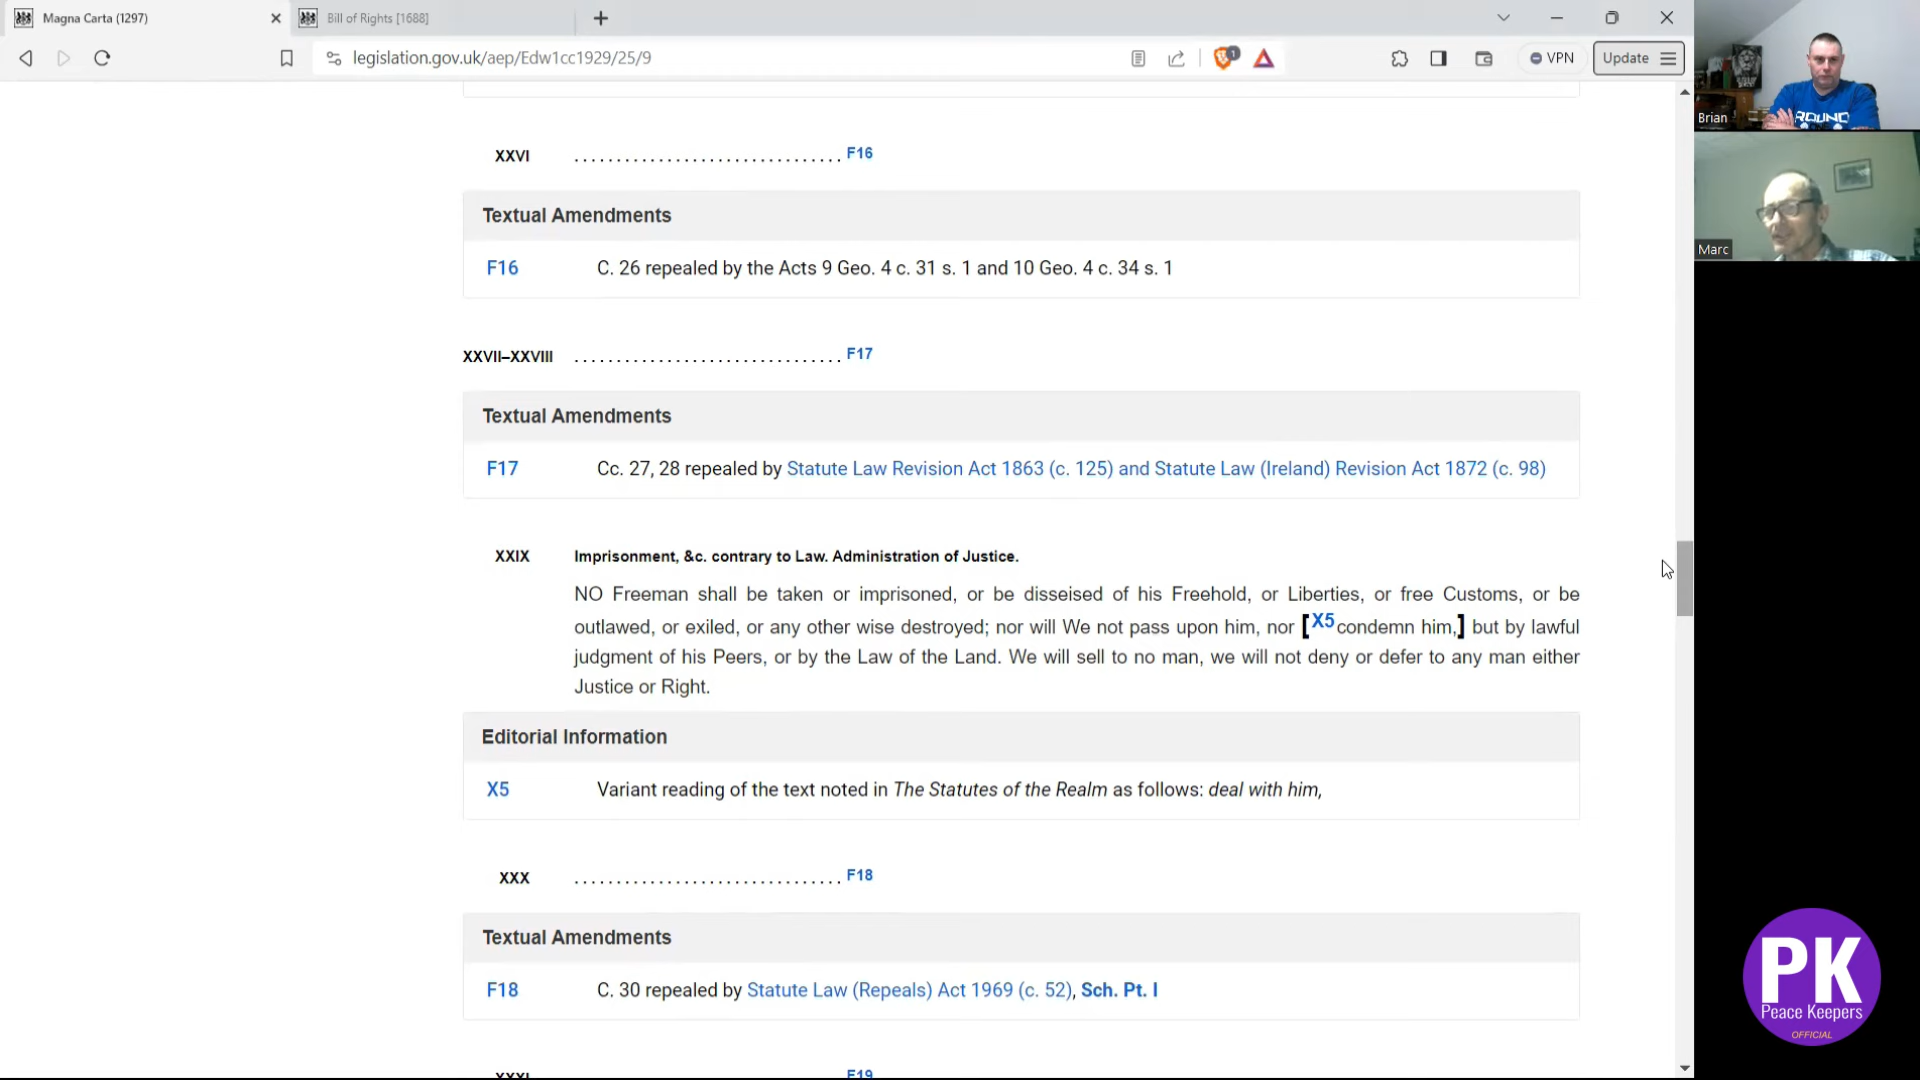 Magna Carta (1297)
Bill of Rights [1688]
legislation.gov.uk/aep/Edw1cc1929/25/9
1
VPN
Update
XXVI .................................. F16
Textual Amendments
F16 C. 26 repealed by the Acts 9 Geo. 4 c. 31 s. 1 and 10 Geo. 4 c. 34 s. 1
XXVII–XXVIII .................................. F17
Textual Amendments
F17 Cc. 27, 28 repealed by Statute Law Revision Act 1863 (c. 125) and Statute Law (Ireland) Revision Act 1872 (c. 98)
XXIX Imprisonment, &c. contrary to Law. Administration of Justice.
NO Freeman shall be taken or imprisoned, or be disseised of his Freehold, or Liberties, or free Customs, or be
outlawed, or exiled, or any other wise destroyed; nor will We not pass upon him, nor [X5condemn him,] but by lawful
judgment of his Peers, or by the Law of the Land. We will sell to no man, we will not deny or defer to any man either
Justice or Right.
Editorial Information
X5 Variant reading of the text noted in The Statutes of the Realm as follows: deal with him,
XXX .................................. F18
Textual Amendments
F18 C. 30 repealed by Statute Law (Repeals) Act 1969 (c. 52), Sch. Pt. I
XXXI F19
Brian
ROUND
Marc
PK
Peace Keepers
OFFICIAL